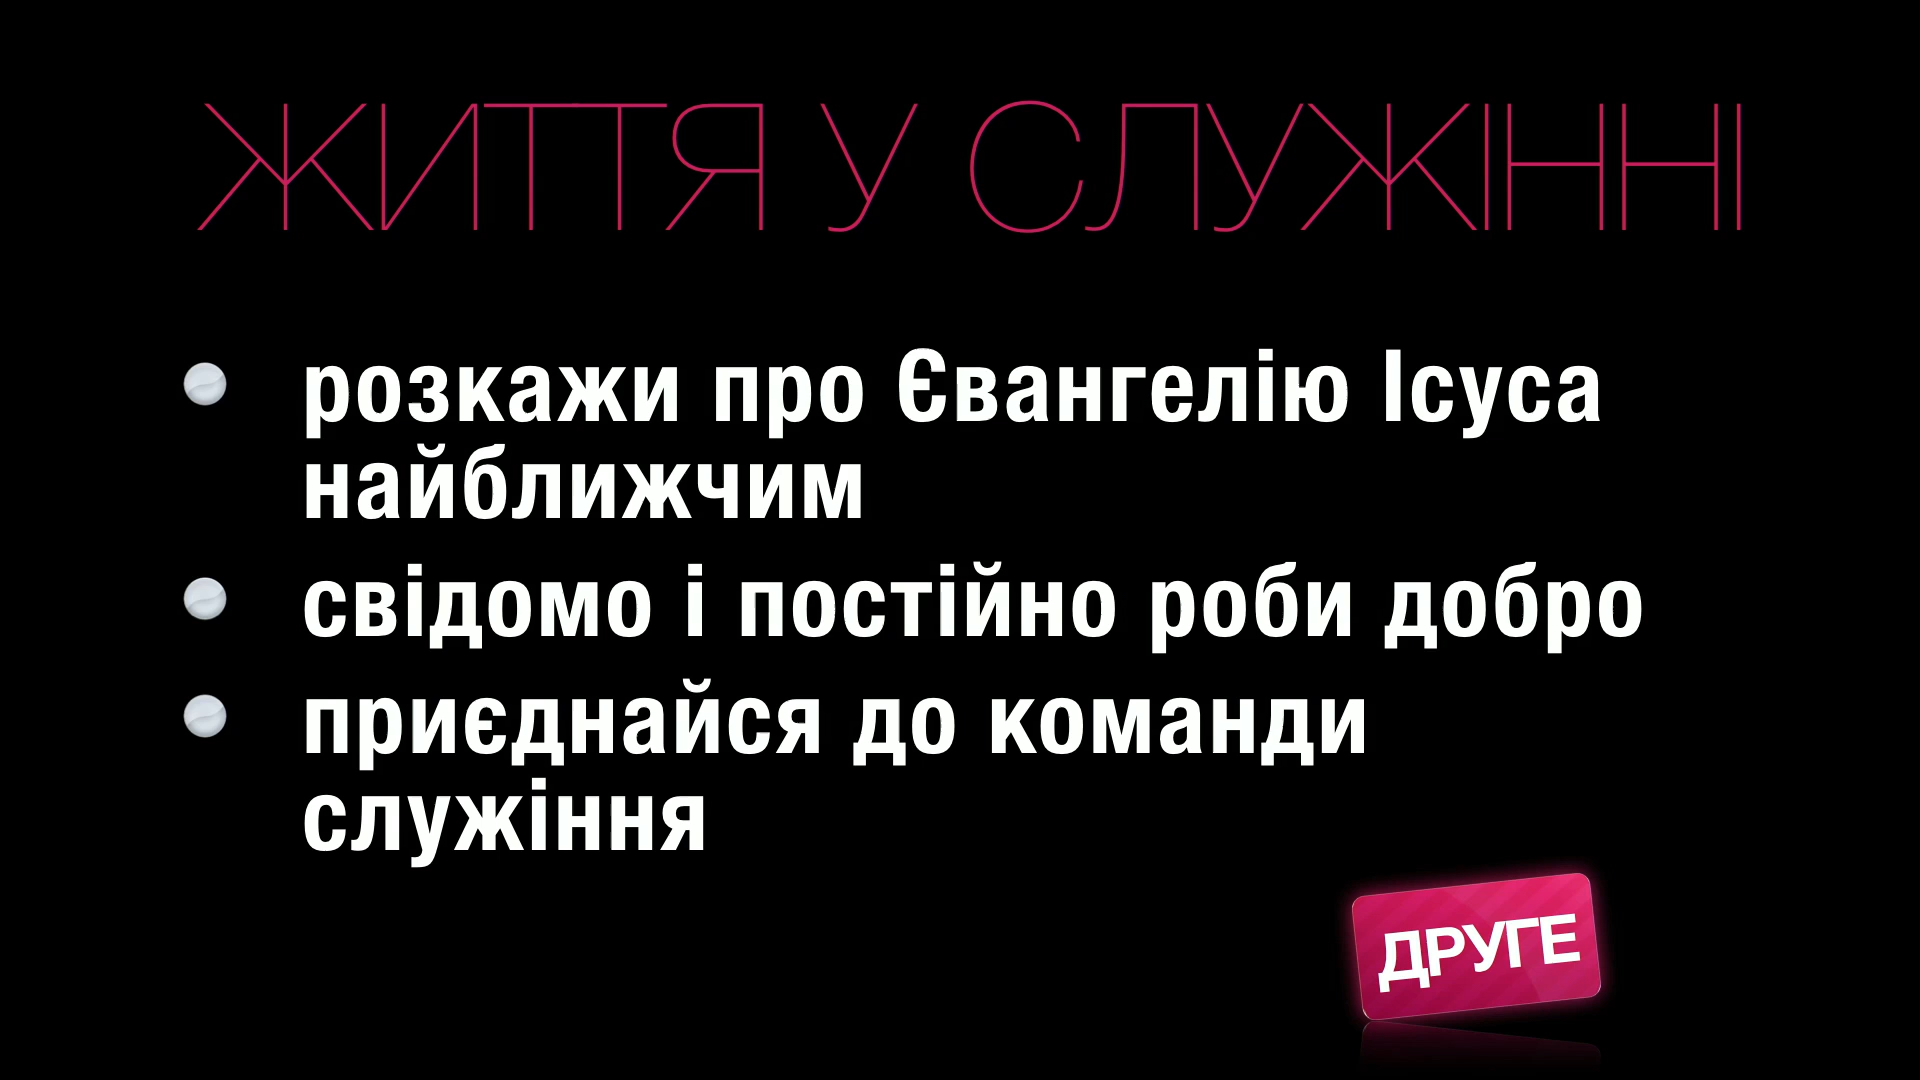 ЖИТТЯ У СЛУЖІННІ
розкажи про Євангелію Ісуса
найближчим
свідомо і постійно роби добро
приєднайся до команди
служіння
ДРУГЕ